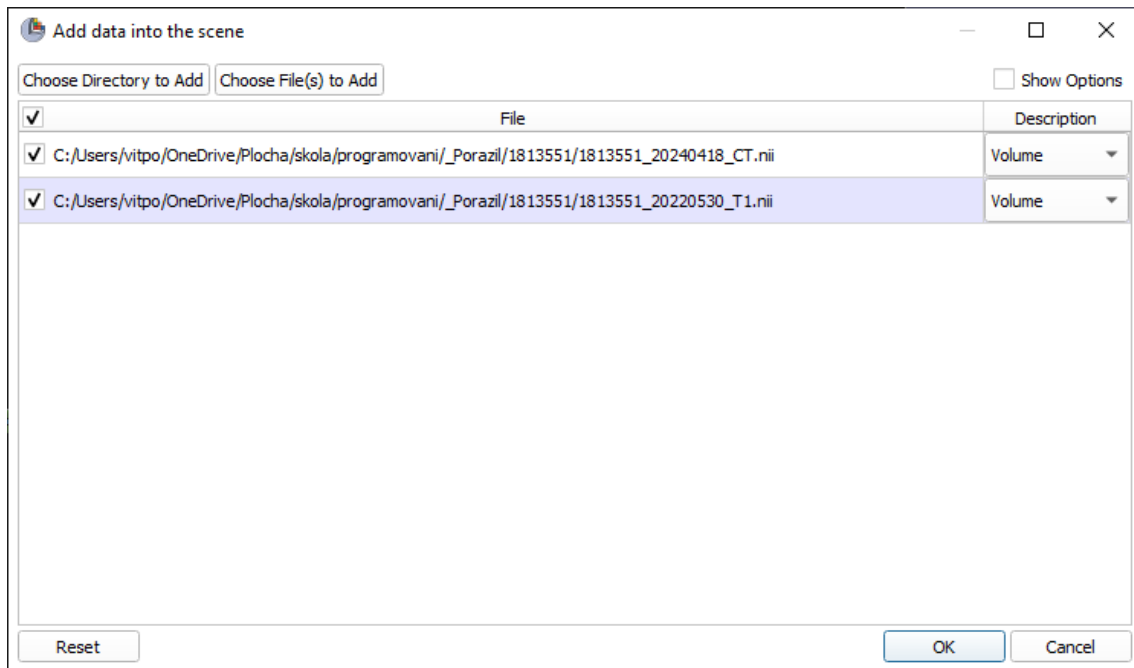 Add data into the scene
Choose Directory to Add Choose File(s) to Add Show Options
File Description
C:/Users/vitpo/OneDrive/Plocha/skola/programovani/_Porazil/1813551/1813551_20240418_CT.nii Volume
C:/Users/vitpo/OneDrive/Plocha/skola/programovani/_Porazil/1813551/1813551_20220530_T1.nii Volume
Reset OK Cancel